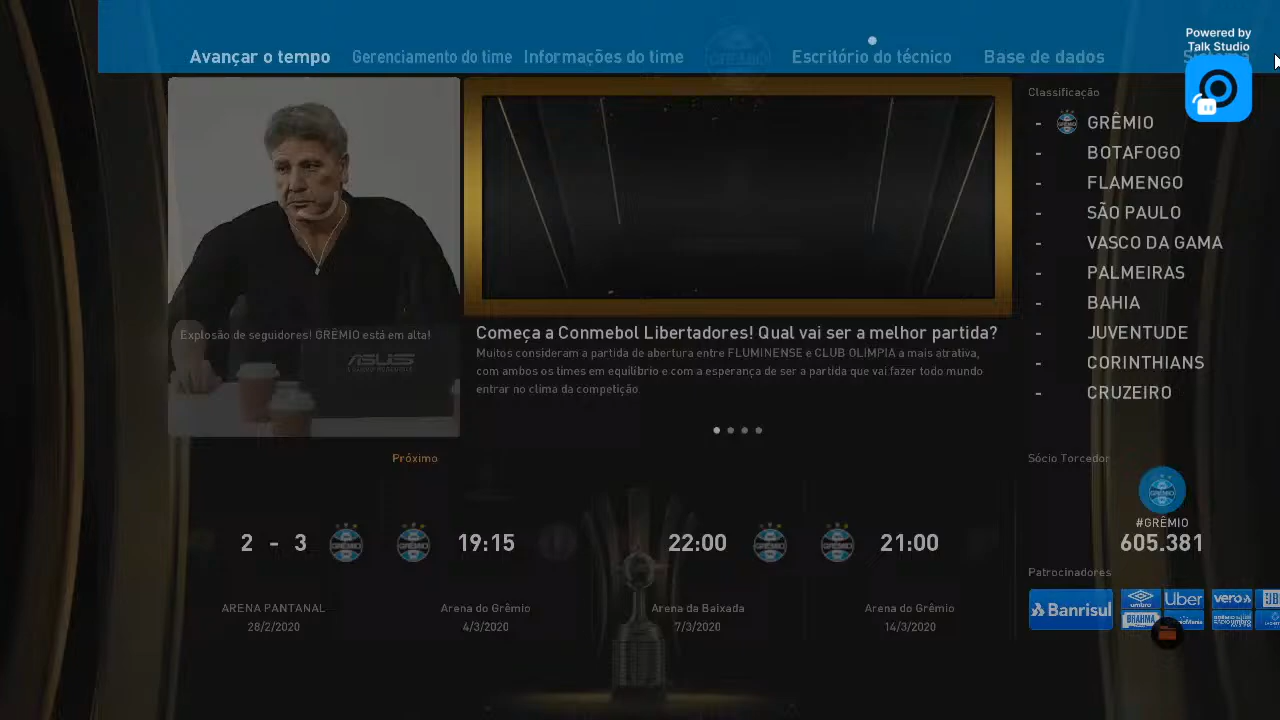 Powered by
Talk Studio
Avançar o tempo
Gerenciamento do time
Informações do time
GRÊMIO
Escritório do técnico
Base de dados
Sistema
Classificação
- GRÊMIO
- BOTAFOGO
- FLAMENGO
- SÃO PAULO
- VASCO DA GAMA
- PALMEIRAS
- BAHIA
- JUVENTUDE
- CORINTHIANS
- CRUZEIRO
Explosão de seguidores! GRÊMIO está em alta!
ASUS
Começa a Conmebol Libertadores! Qual vai ser a melhor partida?
Muitos consideram a partida de abertura entre FLUMINENSE e CLUB OLIMPIA a mais atrativa,
com ambos os times em equilíbrio e com a esperança de ser a partida que vai fazer todo mundo
entrar no clima da competição.
Próximo
2 - 3
19:15
22:00
21:00
ARENA PANTANAL
28/2/2020
Arena do Grêmio
4/3/2020
Arena da Baixada
7/3/2020
Arena do Grêmio
14/3/2020
Sócio Torcedor
#GRÊMIO
605.381
Patrocinadores
Banrisul
umbro
Uber
vero
BRAHMA